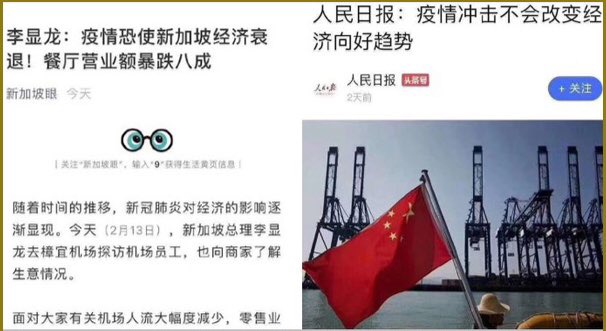 李显龙：疫情恐使新加坡经济衰
退！餐厅营业额暴跌八成
新加坡眼 今天
| 关注“新加坡眼”，输入“9”获得生活黄页信息 |
随着时间的推移，新冠肺炎对经济的影响逐
渐显现。今天（2月13日），新加坡总理李显
龙去樟宜机场探访机场员工，也向商家了解
生意情况。
面对大家有关机场人流大幅度减少，零售业
人民日报：疫情冲击不会改变经
济向好趋势
人民日报
人民日报 头条号
2天前
+ 关注